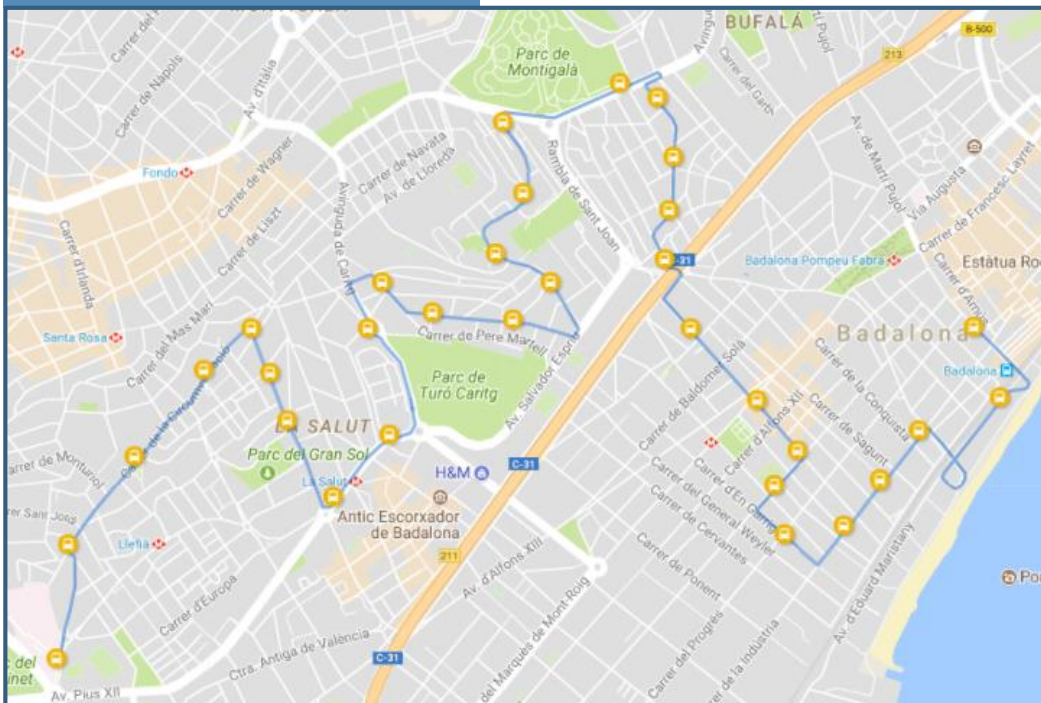 BUFALÁ
B-500
213
Parc de
Montigalà
Carrer de Nàpols
Av. d'Itàlia
Carrer del Garb
Av. de Martí Pujol
Carrer de Navata
Av. de Lloreda
Carrer de Wagner
Fondo
Rambla de Sant Joan
Via Augusta
Carrer de Francesc Layret
Carrer de Liszt
Avinguda de Caritg
Carrer d'Irlanda
C-31
Badalona Pompeu Fabra
Estàtua Ro
Carrer d'Arnús
Carrer del Mas Marí
Santa Rosa
Carrer de Pere Martell
Badalona
Badalona
Parc de
Turó Caritg
Av. Salvador Espriu
Carrer de Baldomer Solà
Carrer de la Conquista
Carrer de Sagunt
Carrer d'Alfons XII
LA SALUT
Parc del Gran Sol
Carrer de Monturiol
La Salut
H&M
C-31
Carrer del General Weyler
Carrer de Cervantes
Antic Escorxador
de Badalona
Llefià
211
Av. d'Alfons XIII
Carrer de Ponent
Av. d'Eduard Maristany
Carrer d'Europa
Carrer del Progrés
Carrer de la Industria
del Marquès de Mont-Roig
Ctra. Antiga de València
C-31
Av. Pius XII